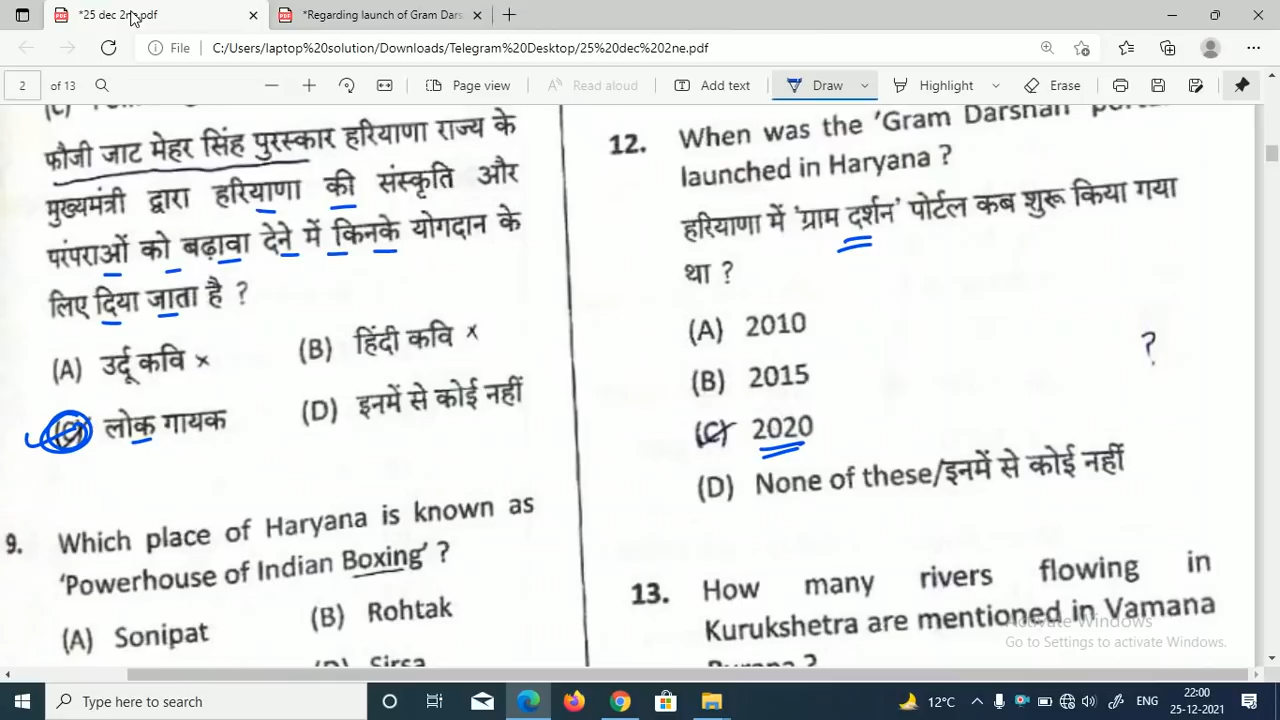 *25 dec 2n.pdf
*Regarding launch of Gram Dars
File
C:/Users/laptop%20solution/Downloads/Telegram%20Desktop/25%20dec%202ne.pdf
2 of 13
Page view
Read aloud
Add text
Draw
Highlight
Erase
फौजी जाट मेहर सिंह पुरस्कार हरियाणा राज्य के
मुख्यमंत्री द्वारा हरियाणा की संस्कृति और
परंपराओं को बढ़ावा देने में किनके योगदान के
लिए दिया जाता है ?
(A) उर्दू कवि x
(B) हिंदी कवि x
(C) लोक गायक
(D) इनमें से कोई नहीं
9. Which place of Haryana is known as
'Powerhouse of Indian Boxing' ?
(A) Sonipat
(B) Rohtak
(D) Sirsa
12. When was the 'Gram Darshan' portal
launched in Haryana ?
हरियाणा में 'ग्राम दर्शन' पोर्टल कब शुरू किया गया
था ?
(A) 2010
?
(B) 2015
(C) 2020
(D) None of these/इनमें से कोई नहीं
13. How many rivers flowing in
Kurukshetra are mentioned in Vamana
Purana ?
Activate Windows
Go to Settings to activate Windows.
Type here to search
12°C
ENG
22:00
25-12-2021